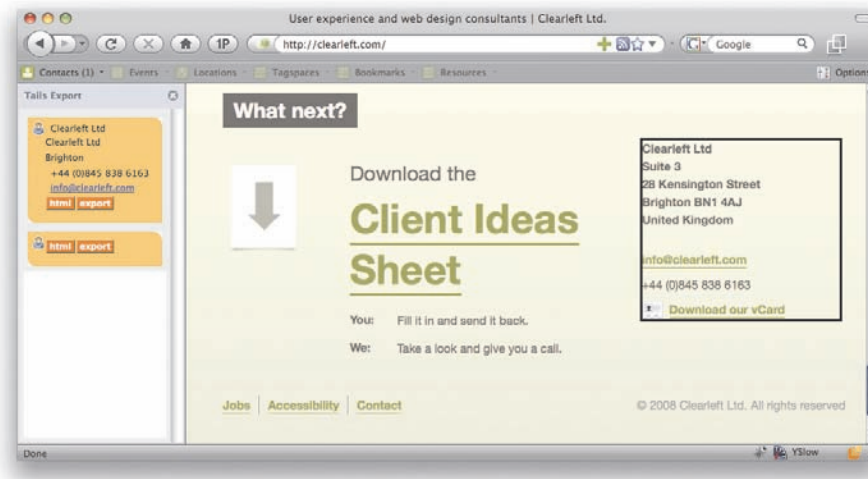 User experience and web design consultants | Clearleft Ltd.
1P http://clearleft.com/ G Google
Contacts (1) Events Locations Tagspaces Bookmarks Resources Options
Tails Export
Clearleft Ltd
Clearleft Ltd
Brighton
+44 (0)845 838 6163
info@clearleft.com
html export
html export
What next?
Download the
Client Ideas
Sheet
You: Fill it in and send it back.
We: Take a look and give you a call.
Clearleft Ltd
Suite 3
28 Kensington Street
Brighton BN1 4AJ
United Kingdom
info@clearleft.com
+44 (0)845 838 6163
Download our vCard
Jobs Accessibility Contact
© 2008 Clearleft Ltd. All rights reserved
Done YSlow